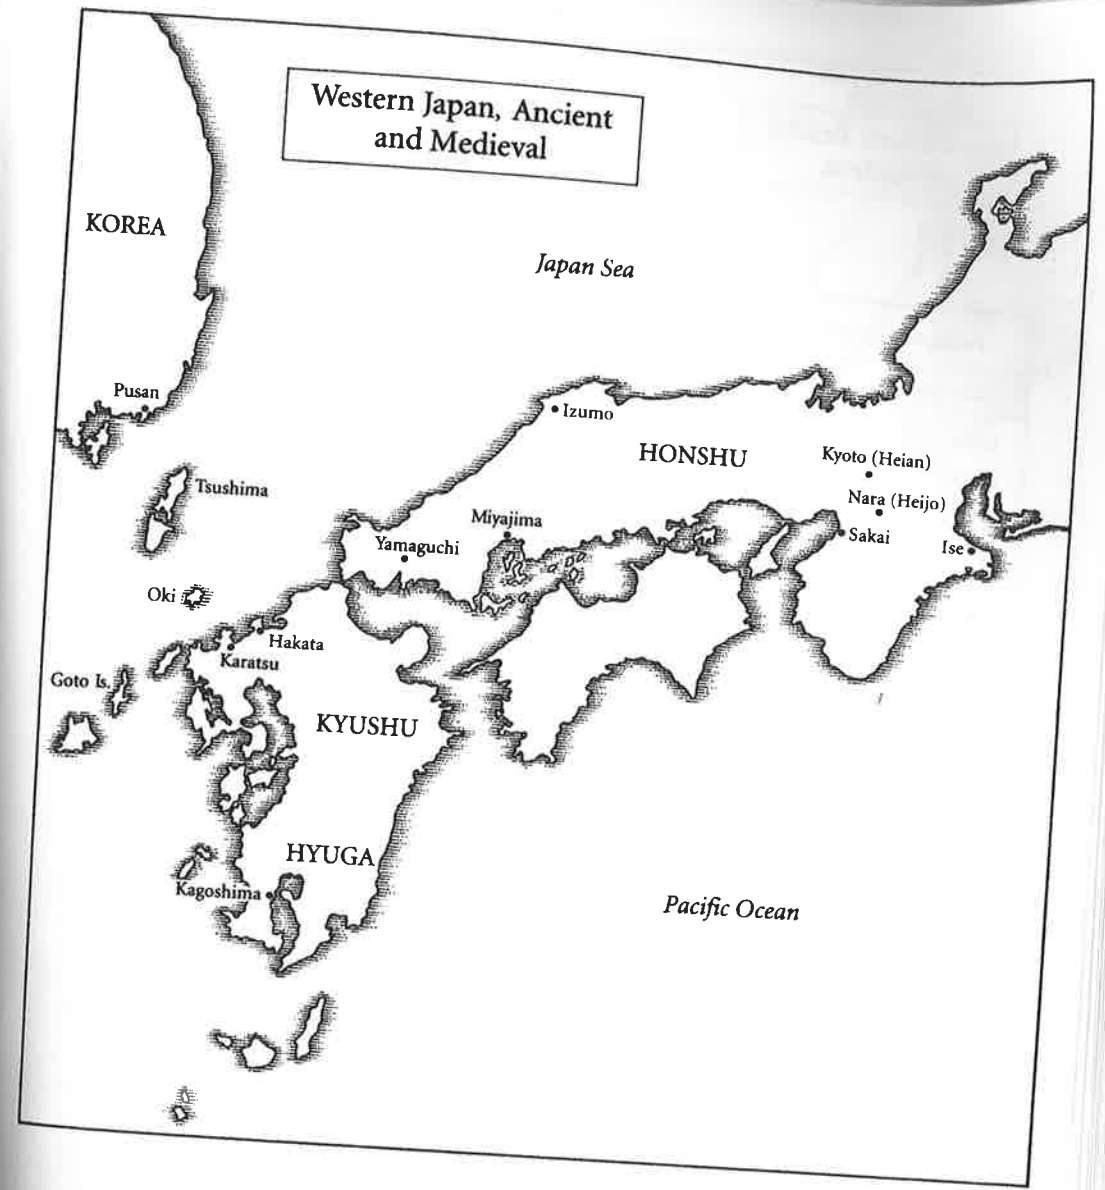 Western Japan, Ancient
and Medieval
KOREA
Japan Sea
Pusan
Izumo
HONSHU
Kyoto (Heian)
Tsushima
Nara (Heijo)
Miyajima
Sakai
Yamaguchi
Ise
Oki
Hakata
Karatsu
Goto Is.
KYUSHU
HYUGA
Kagoshima
Pacific Ocean